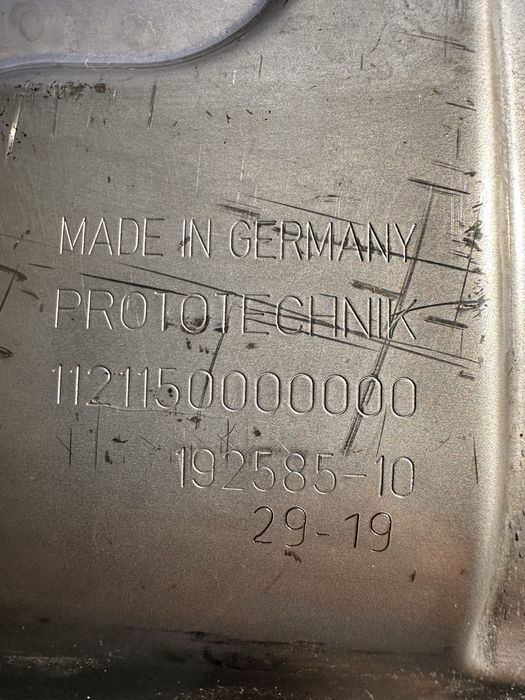 MADE IN GERMANY
PROTOTECHNIK
1121150000000
192585-10
29-19